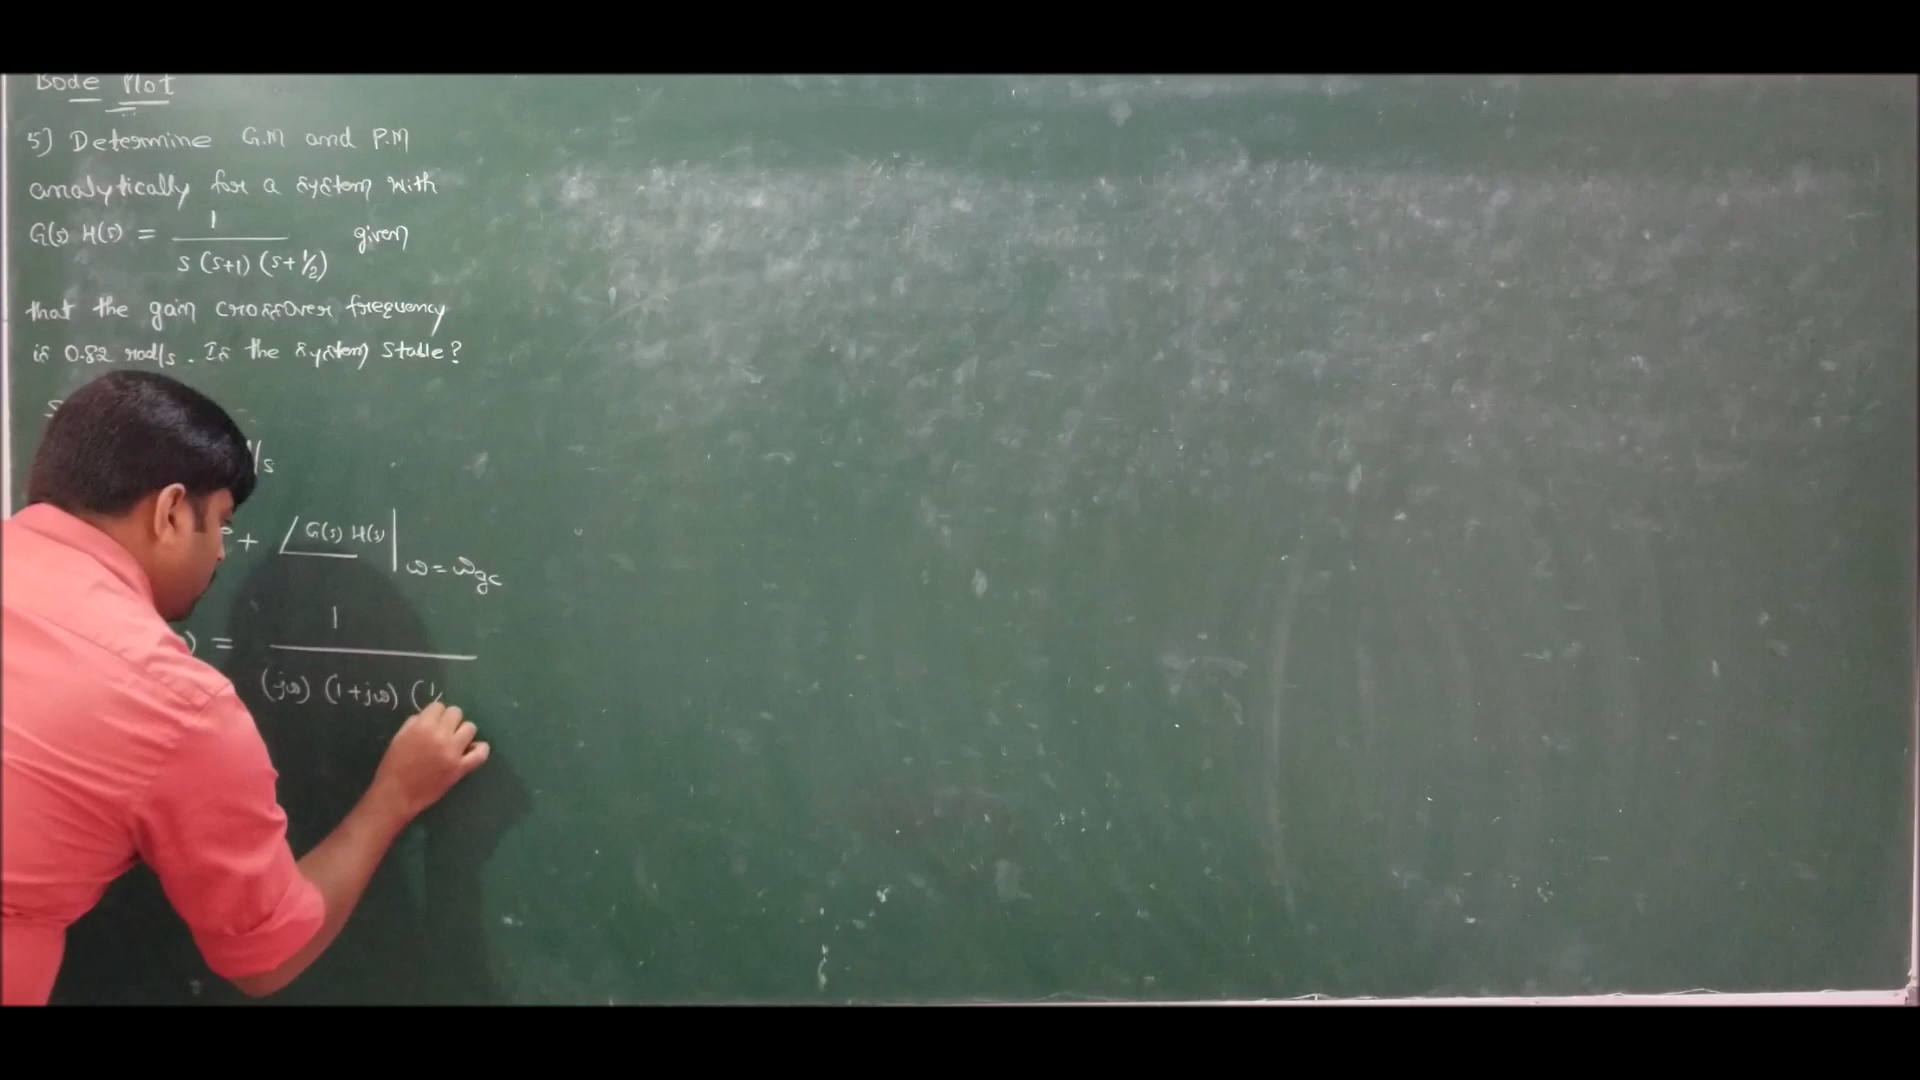 Bode Plot
5) Determine G.M and P.M
analytically for a system with
G(s) H(s) = 1 / s (s+1) (s+1/2) given
that the gain crossover frequency
is 0.82 rad/s. Is the system stable?
/s
+ ∠G(s) H(s)| ω = ωgc
) = 1 / (jω) (1+jω) (1/